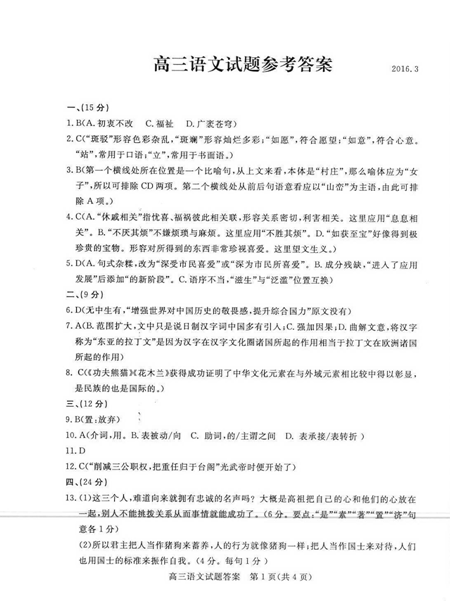 高三语文试题参考答案
2016.3
一、(15分)
1.B(A.初衷不改 C.福祉 D.广袤苍穹)
2.C(“斑驳”形容色彩杂乱,“斑斓”形容灿烂多彩;“如愿”,符合愿望;“如意”,符合心意。
“站”,常用于口语;“立”,常用于书面语。)
3.B(第一个横线处所在位置是一个比喻句,从上文来看,本体是“村庄”,那么喻体应为“女
子”,所以可排除CD两项。第二个横线处从前后句语意看应以“山峦”为主语,由此可排
除A项。)
4.C(A.“休戚相关”指忧喜、福祸彼此相关联,形容关系密切,利害相关。这里应用“息息相
关”。B.“不厌其烦”不嫌烦琐与麻烦。这里应用“不胜其烦”。D.“如获至宝”好像得到极
珍贵的宝物。形容对所得到的东西非常珍视喜爱。这里望文生义。)
5.D(A.句式杂糅,改为“深受市民喜爱”或“深为市民所喜爱”。B.成分残缺,“进入了应用
发展”后添加“的新阶段”。C.语序不当,“滋生”与“泛滥”位置互换)
二、(9分)
6.D(无中生有,“增强世界对中国历史的敬畏感,提升综合国力”原文没有)
7.A(B.范围扩大,文中只是说日制汉字词中国多有引入;C.强加因果;D.曲解文意,将汉字
称为“东亚的拉丁文”是因为汉字在汉字文化圈诸国所起的作用相当于拉丁文在欧洲诸国
所起的作用)
8.C(《功夫熊猫》《花木兰》获得成功证明了中华文化元素在与外域元素相比较中得以彰显,
是民族的也是国际的。)
三、(12分)
9.B(置:放弃)
10.A(介词,用。B.表被动/向 C.助词,的/主谓之间 D.表承接/表转折)
11.D
12.C(“削减三公职权,把重任归于台阁”光武帝时便开始了)
四、(24分)
13.(1)这三个人,难道向来就有忠诚的名声吗?大概是高祖把自己的心和他们的心放在
一起,别人不能挑拨关系从而事情就能成功了。(6分。要点:“是”“素”“著”“置”“挤”句
意各1分)
(2)所以君主把人当作猪狗来蓄养,人的行为就像猪狗一样;把人当作国士来对待,人们
也用国士的标准来振作自我。(4分。每句1分)
高三语文试题答案 第1页(共4页)